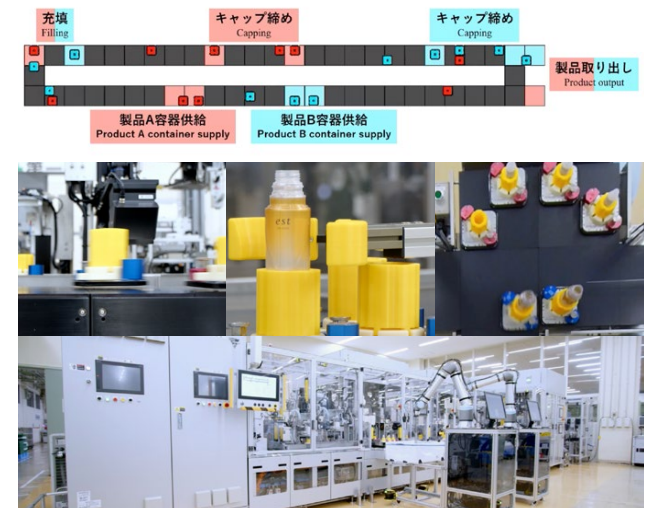 充填
Filling
キャップ締め
Capping
キャップ締め
Capping
製品取り出し
Product output
製品A容器供給
Product A container supply
製品B容器供給
Product B container supply
est